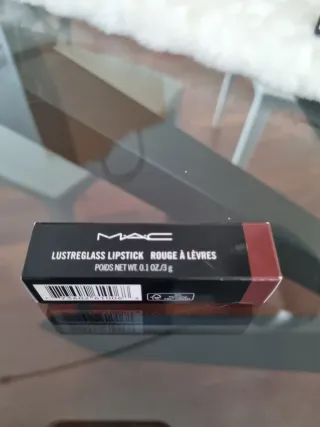 MAC
LUSTREGLASS LIPSTICK ROUGE À LÈVRES
POIDS NET WT. 0.1 OZ./3 g